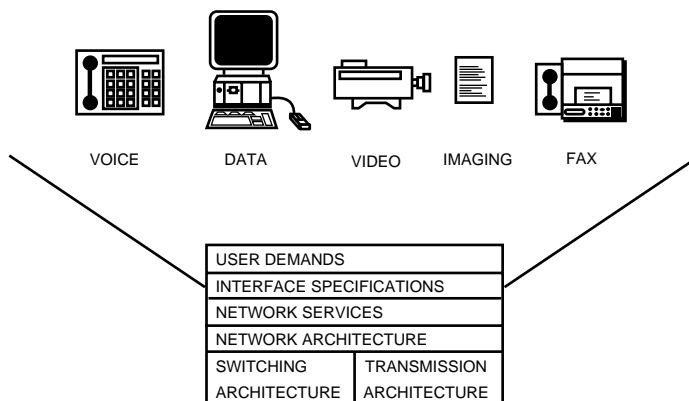 VOICE DATA VIDEO IMAGING FAX
USER DEMANDS
INTERFACE SPECIFICATIONS
NETWORK SERVICES
NETWORK ARCHITECTURE
SWITCHING TRANSMISSION
ARCHITECTURE ARCHITECTURE